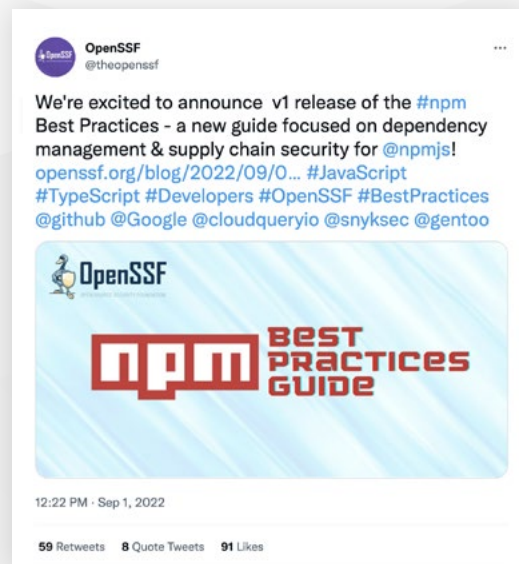 OpenSSF
OpenSSF
@theopenssf
...
We're excited to announce v1 release of the #npm
Best Practices - a new guide focused on dependency
management & supply chain security for @npmjs!
openssf.org/blog/2022/09/0... #JavaScript
#TypeScript #Developers #OpenSSF #BestPractices
@github @Google @cloudqueryio @snyksec @gentoo
OpenSSF
npm BEST
PRACTICES
GUIDE
12:22 PM · Sep 1, 2022
59 Retweets 8 Quote Tweets 91 Likes